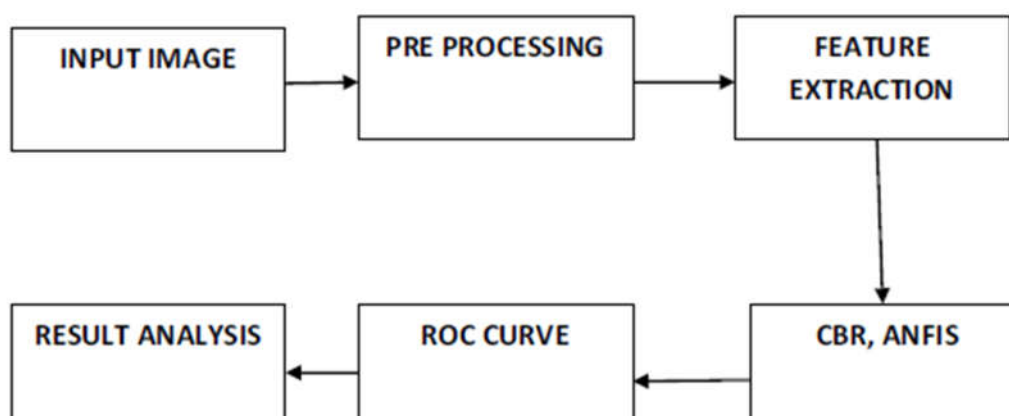 INPUT IMAGE
PRE PROCESSING
FEATURE
EXTRACTION
RESULT ANALYSIS
ROC CURVE
CBR, ANFIS